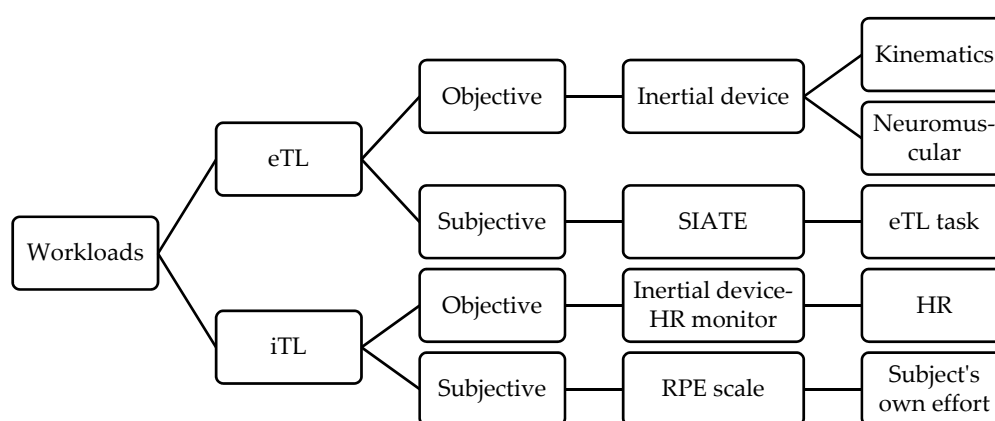 Workloads
eTL
Objective
Inertial device
Kinematics
Neuromus-
cular
Subjective
SIATE
eTL task
iTL
Objective
Inertial device-
HR monitor
HR
Subjective
RPE scale
Subject's
own effort